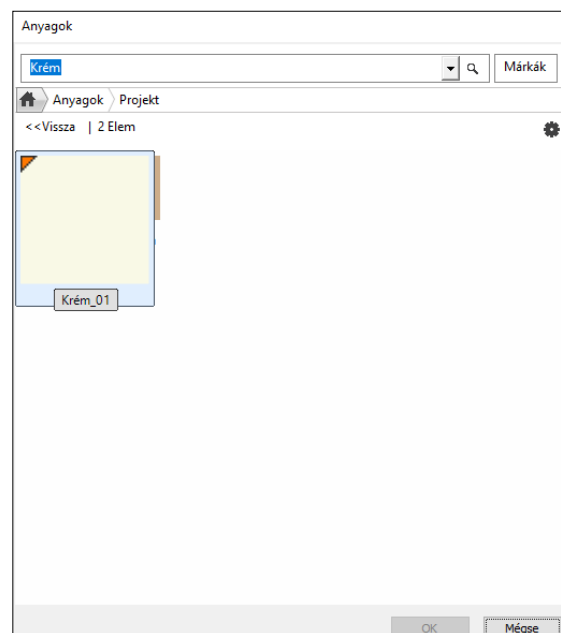 Anyagok
Krém
Márkák
Anyagok Projekt
<<Vissza | 2 Elem
Krém_01
OK Mégse